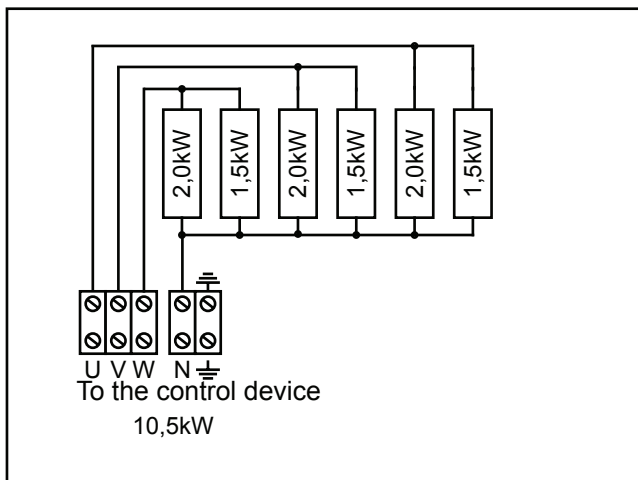 2,0kW 1,5kW 2,0kW 1,5kW 2,0kW 1,5kW
U V W N
To the control device
10,5kW